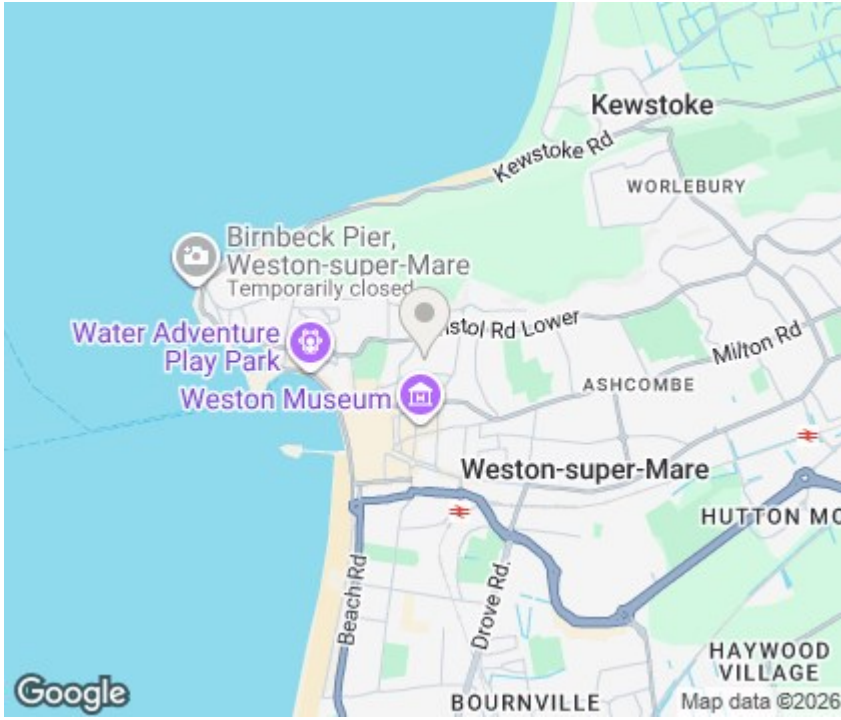 Kewstoke
Kewstoke Rd
WORLEBURY
Birnbeck Pier,
Weston-super-Mare
Temporarily closed
Water Adventure
Play Park
stol Rd Lower
Milton Rd
Weston Museum
ASHCOMBE
Weston-super-Mare
HUTTON MO
Beach Rd
Drove Rd.
HAYWOOD
VILLAGE
BOURNVILLE
Google
Map data ©2026